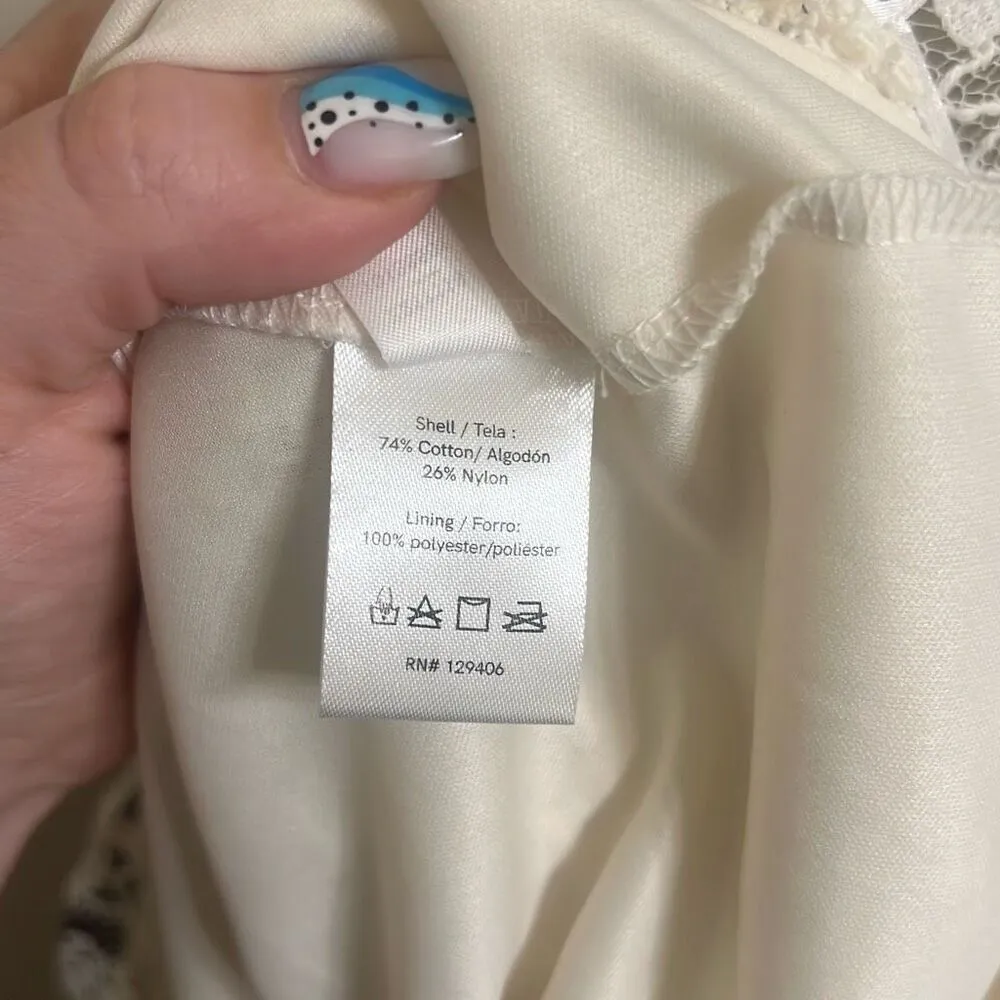 Shell / Tela :
74% Cotton/ Algodón
26% Nylon
Lining / Forro:
100% polyester/poliéster
RN# 129406